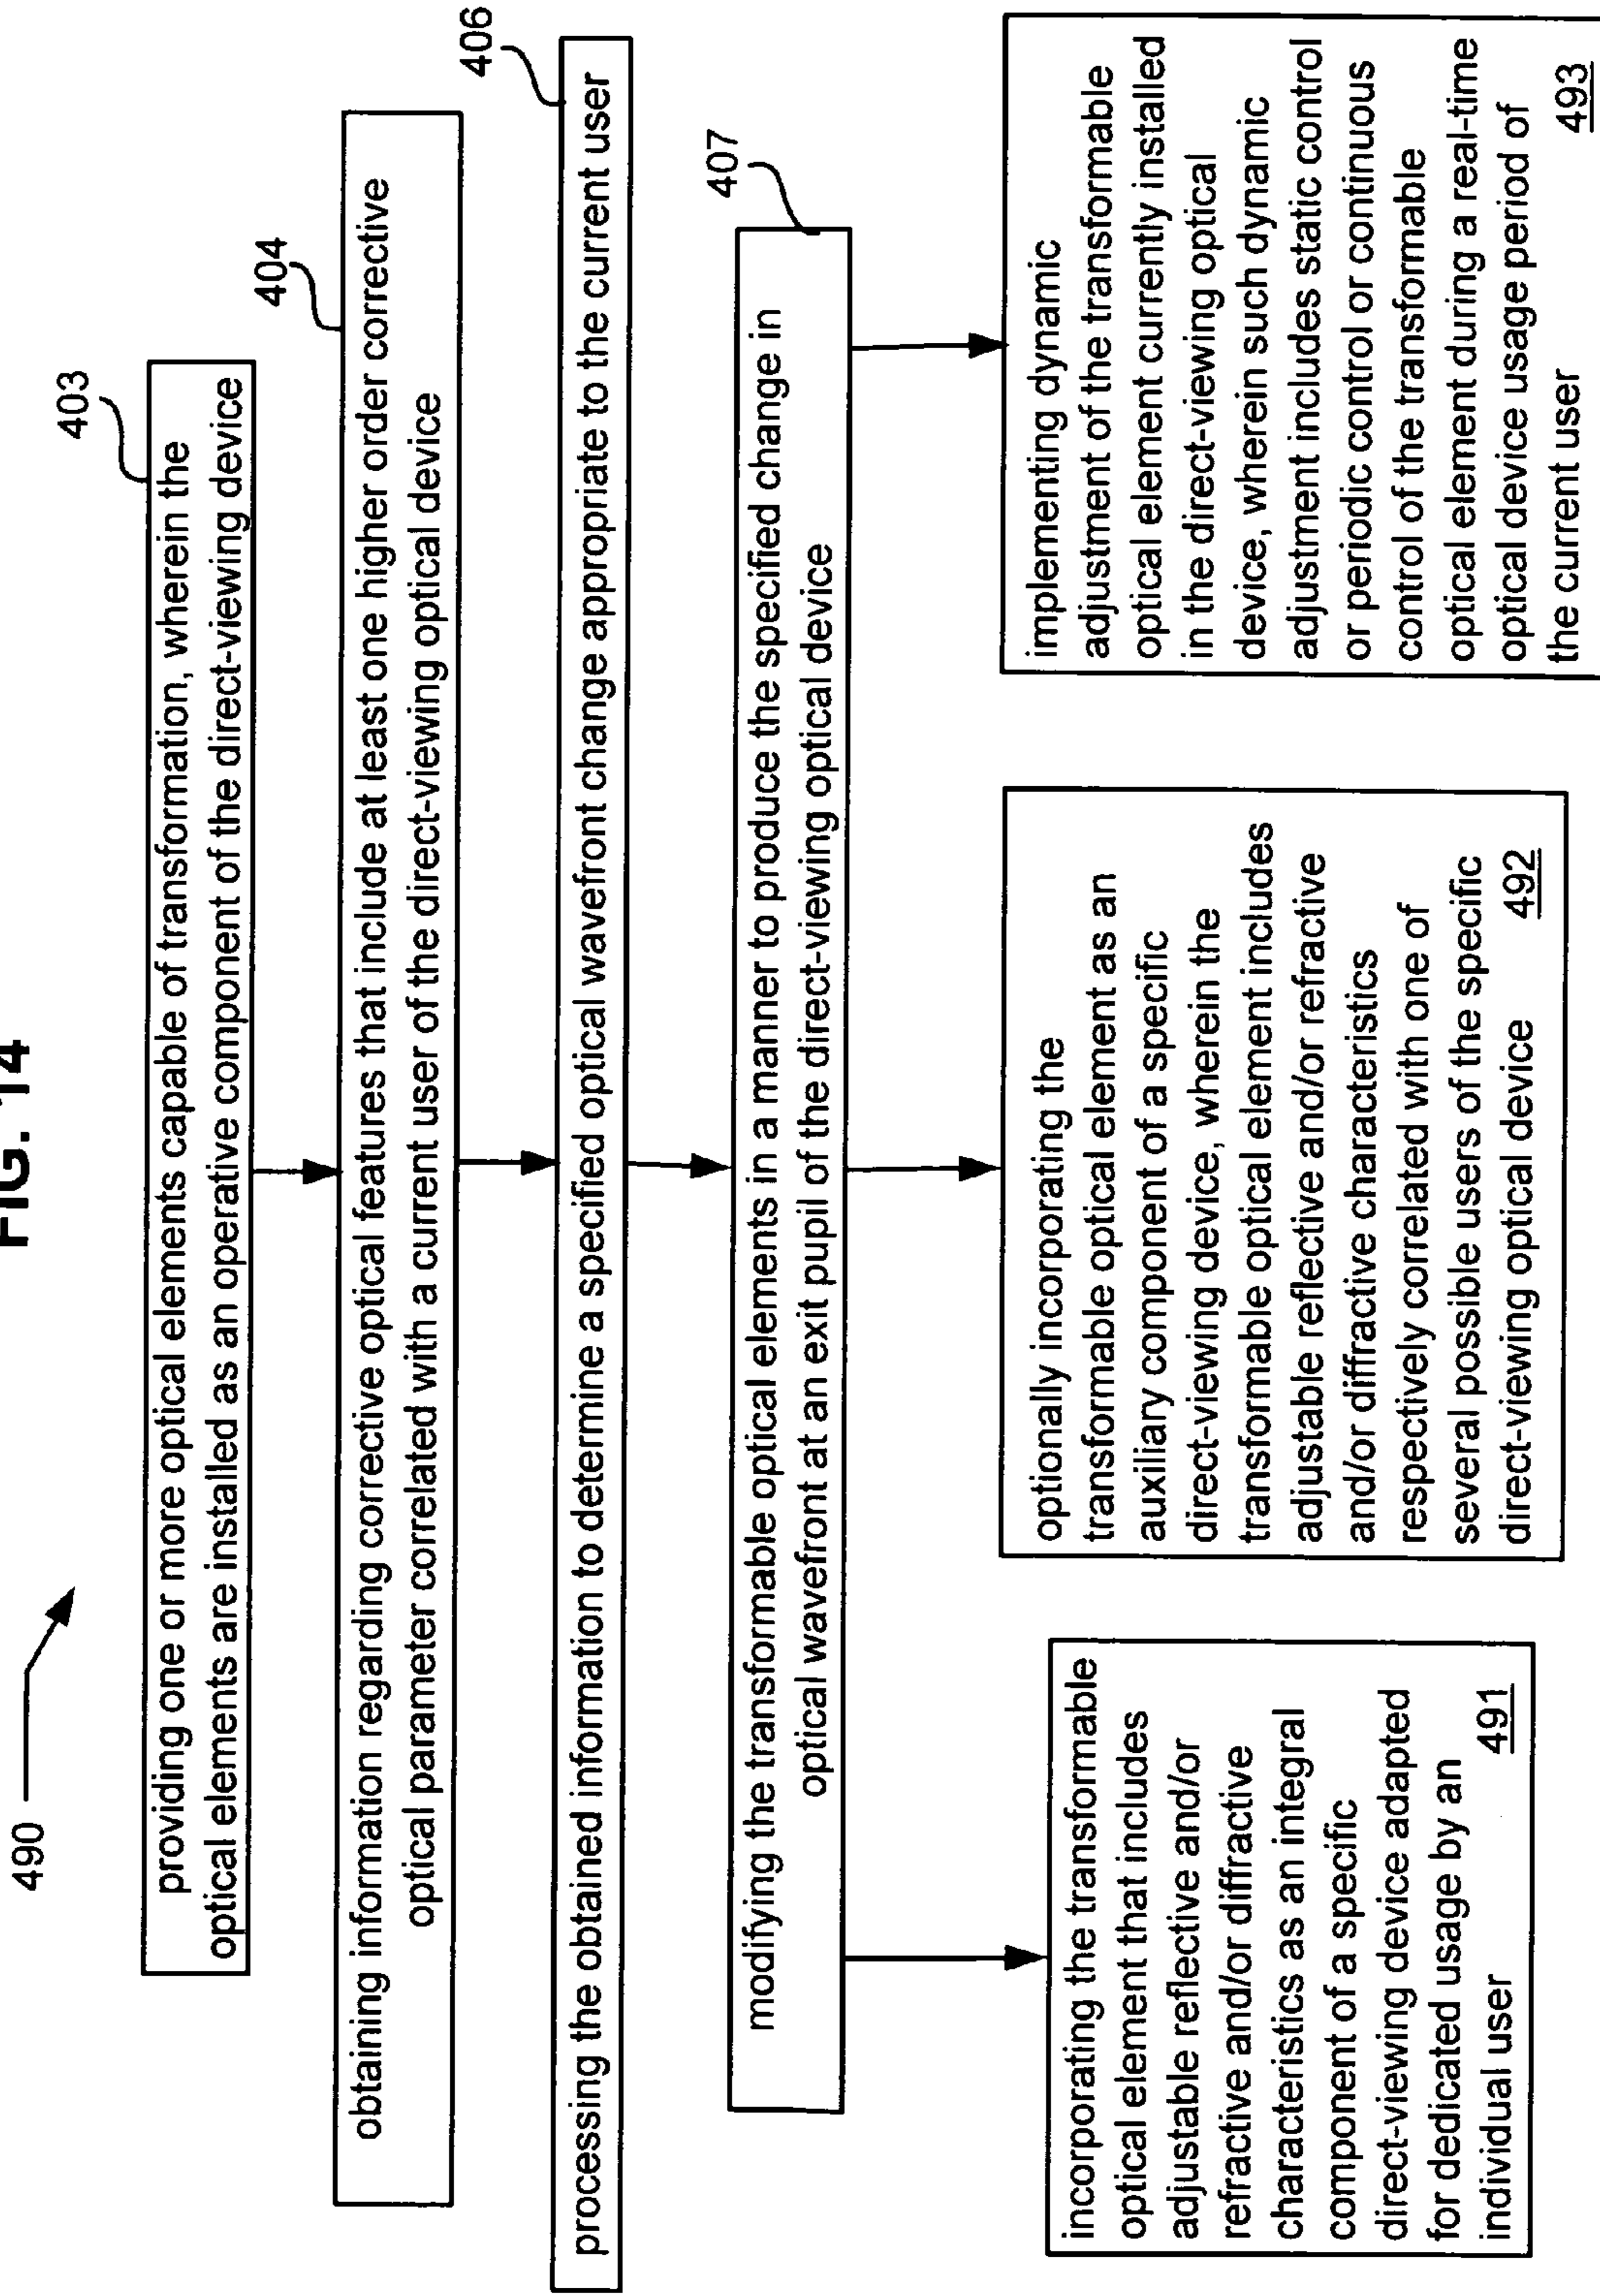 FIG. 14
490
403
providing one or more optical elements capable of transformation, wherein the
optical elements are installed as an operative component of the direct-viewing device
404
obtaining information regarding corrective optical features that include at least one higher order corrective
optical parameter correlated with a current user of the direct-viewing optical device
406
processing the obtained information to determine a specified optical wavefront change appropriate to the current user
407
modifying the transformable optical elements in a manner to produce the specified change in
optical wavefront at an exit pupil of the direct-viewing optical device
incorporating the transformable
optical element that includes
adjustable reflective and/or
refractive and/or diffractive
characteristics as an integral
component of a specific
direct-viewing device adapted
for dedicated usage by an
individual user
491
optionally incorporating the
transformable optical element as an
auxiliary component of a specific
direct-viewing device, wherein the
transformable optical element includes
adjustable reflective and/or refractive
and/or diffractive characteristics
respectively correlated with one of
several possible users of the specific
direct-viewing optical device
492
implementing dynamic
adjustment of the transformable
optical element currently installed
in the direct-viewing optical
device, wherein such dynamic
adjustment includes static control
or periodic control or continuous
control of the transformable
optical element during a real-time
optical device usage period of
the current user
493